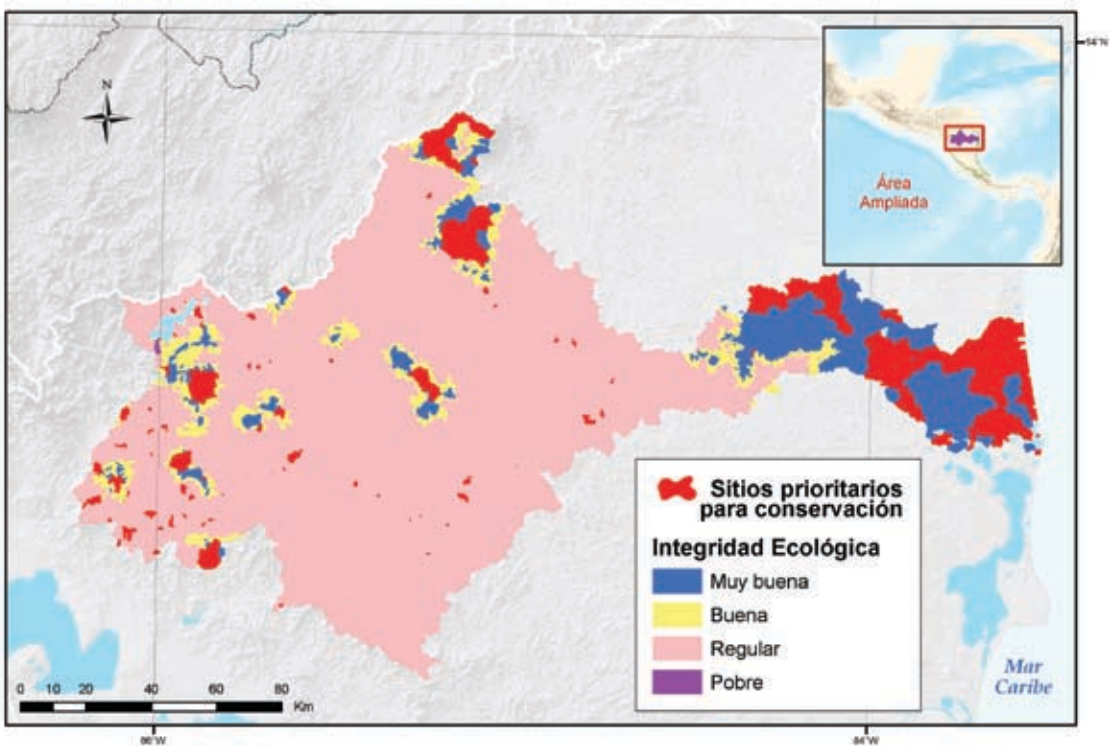 14°N
N
Área
Ampliada
Sitios prioritarios
para conservación
Integridad Ecológica
Muy buena
Buena
Regular
Pobre
0 10 20 40 60 80
Km
Mar
Caribe
86°W
84°W